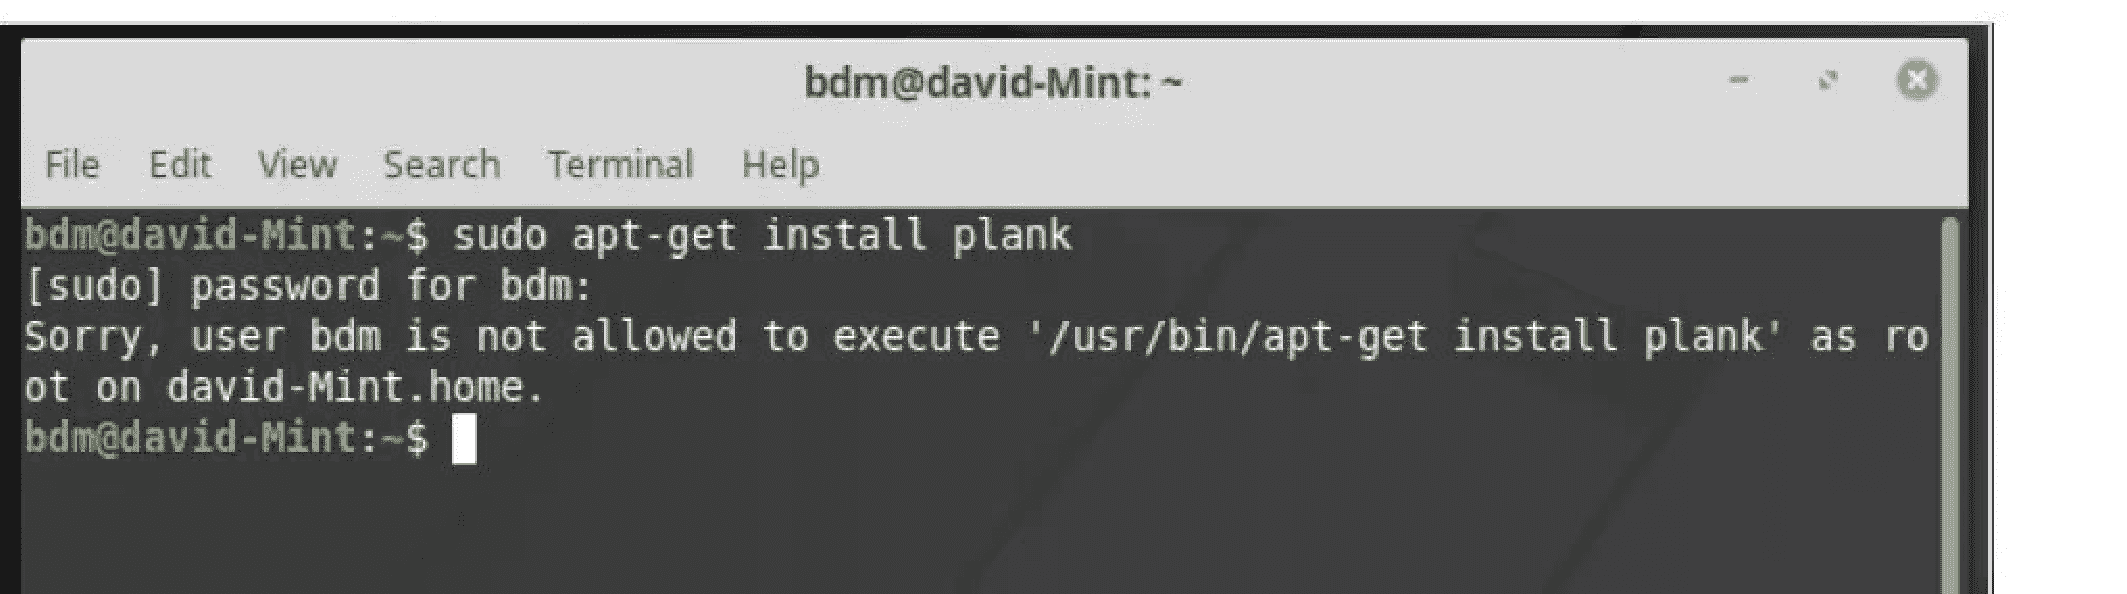 bdm@david-Mint: ~
File Edit View Search Terminal Help
bdm@david-Mint:~$ sudo apt-get install plank
[sudo] password for bdm:
Sorry, user bdm is not allowed to execute '/usr/bin/apt-get install plank' as ro
ot on david-Mint.home.
bdm@david-Mint:~$